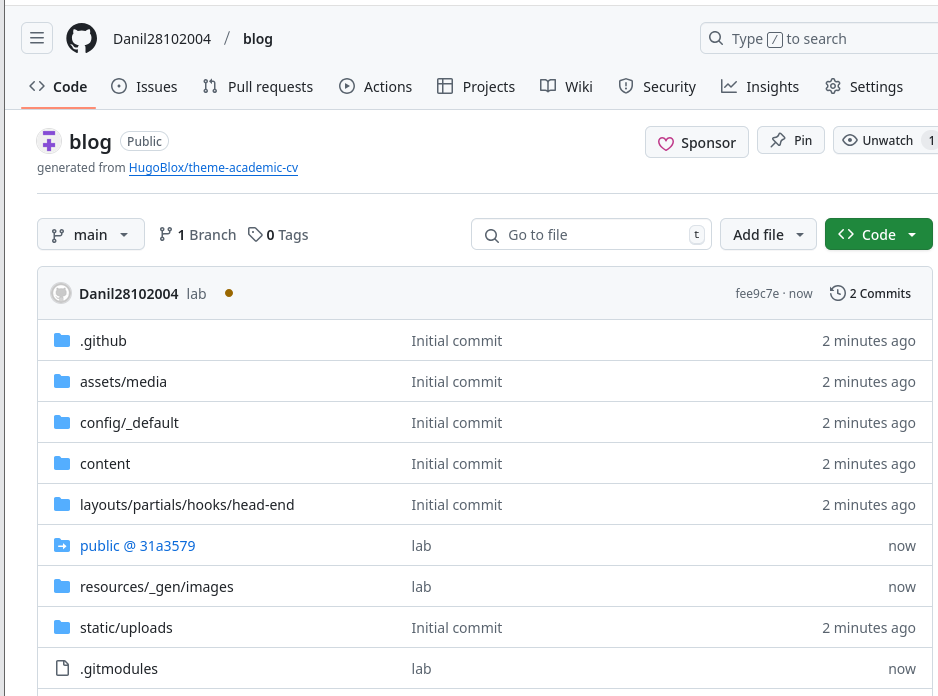 Danil28102004 / blog
Type / to search
Code Issues Pull requests Actions Projects Wiki Security Insights Settings
blog Public
Sponsor Pin Unwatch 1
generated from HugoBlox/theme-academic-cv
main 1 Branch 0 Tags Go to file t Add file Code
Danil28102004 lab fee9c7e · now 2 Commits
.github Initial commit 2 minutes ago
assets/media Initial commit 2 minutes ago
config/_default Initial commit 2 minutes ago
content Initial commit 2 minutes ago
layouts/partials/hooks/head-end Initial commit 2 minutes ago
public @ 31a3579 lab now
resources/_gen/images lab now
static/uploads Initial commit 2 minutes ago
.gitmodules lab now